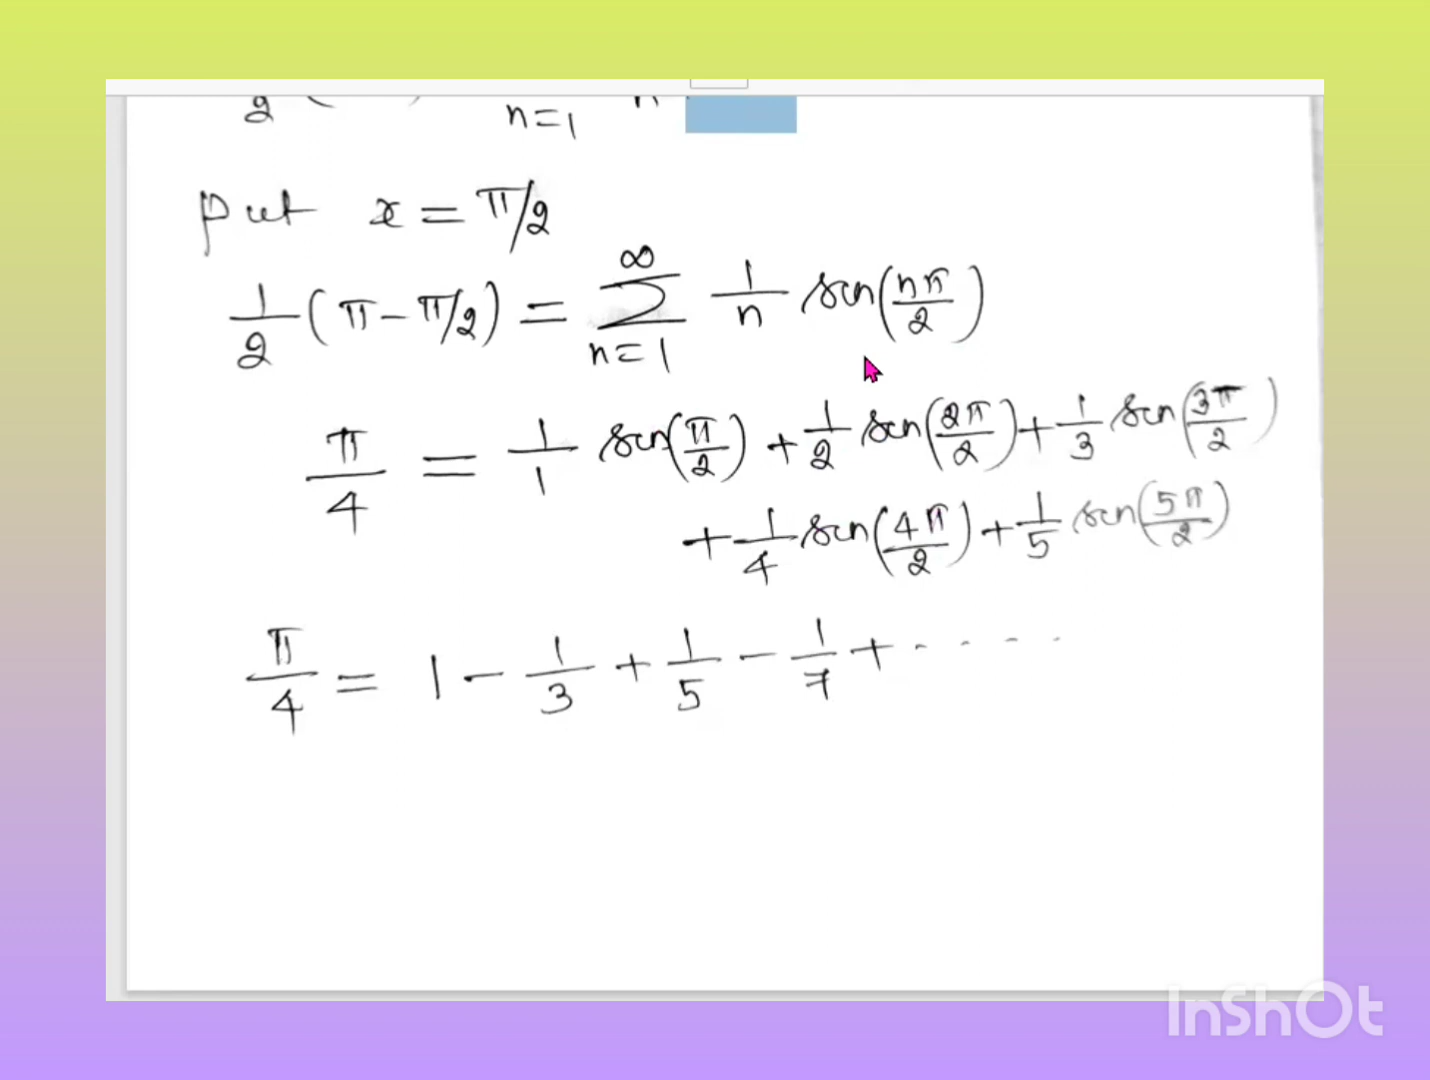 2 n=1 n
put x = π/2
1/2 (π - π/2) = ∞ Σ n=1 1/n sin(nπ/2)
π/4 = 1/1 sin(π/2) + 1/2 sin(2π/2) + 1/3 sin(3π/2)
+ 1/4 sin(4π/2) + 1/5 sin(5π/2)
π/4 = 1 - 1/3 + 1/5 - 1/7 + .....
InShOt